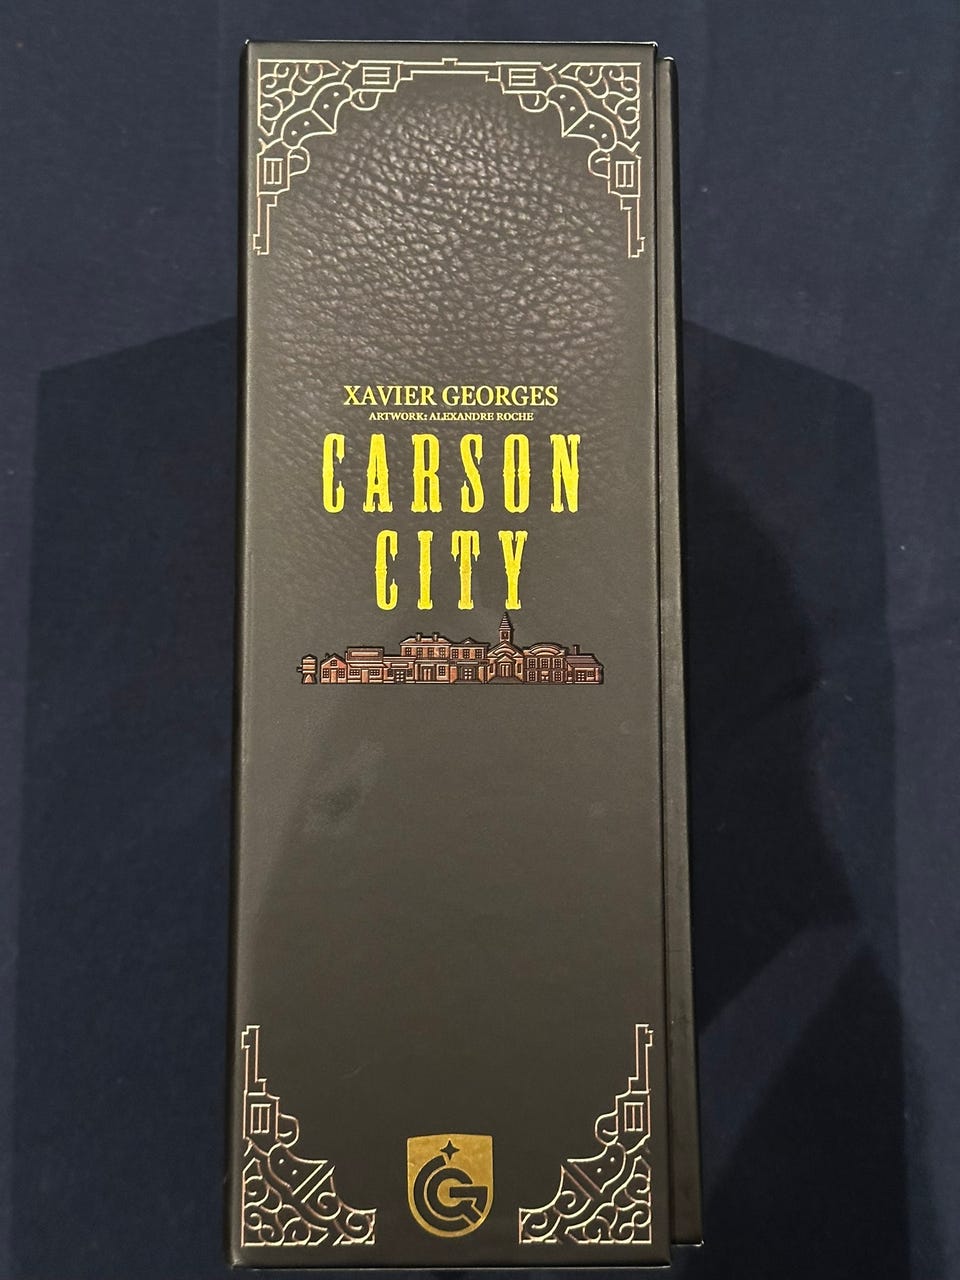 XAVIER GEORGES
ARTWORK: ALEXANDRE ROCHE
CARSON
CITY